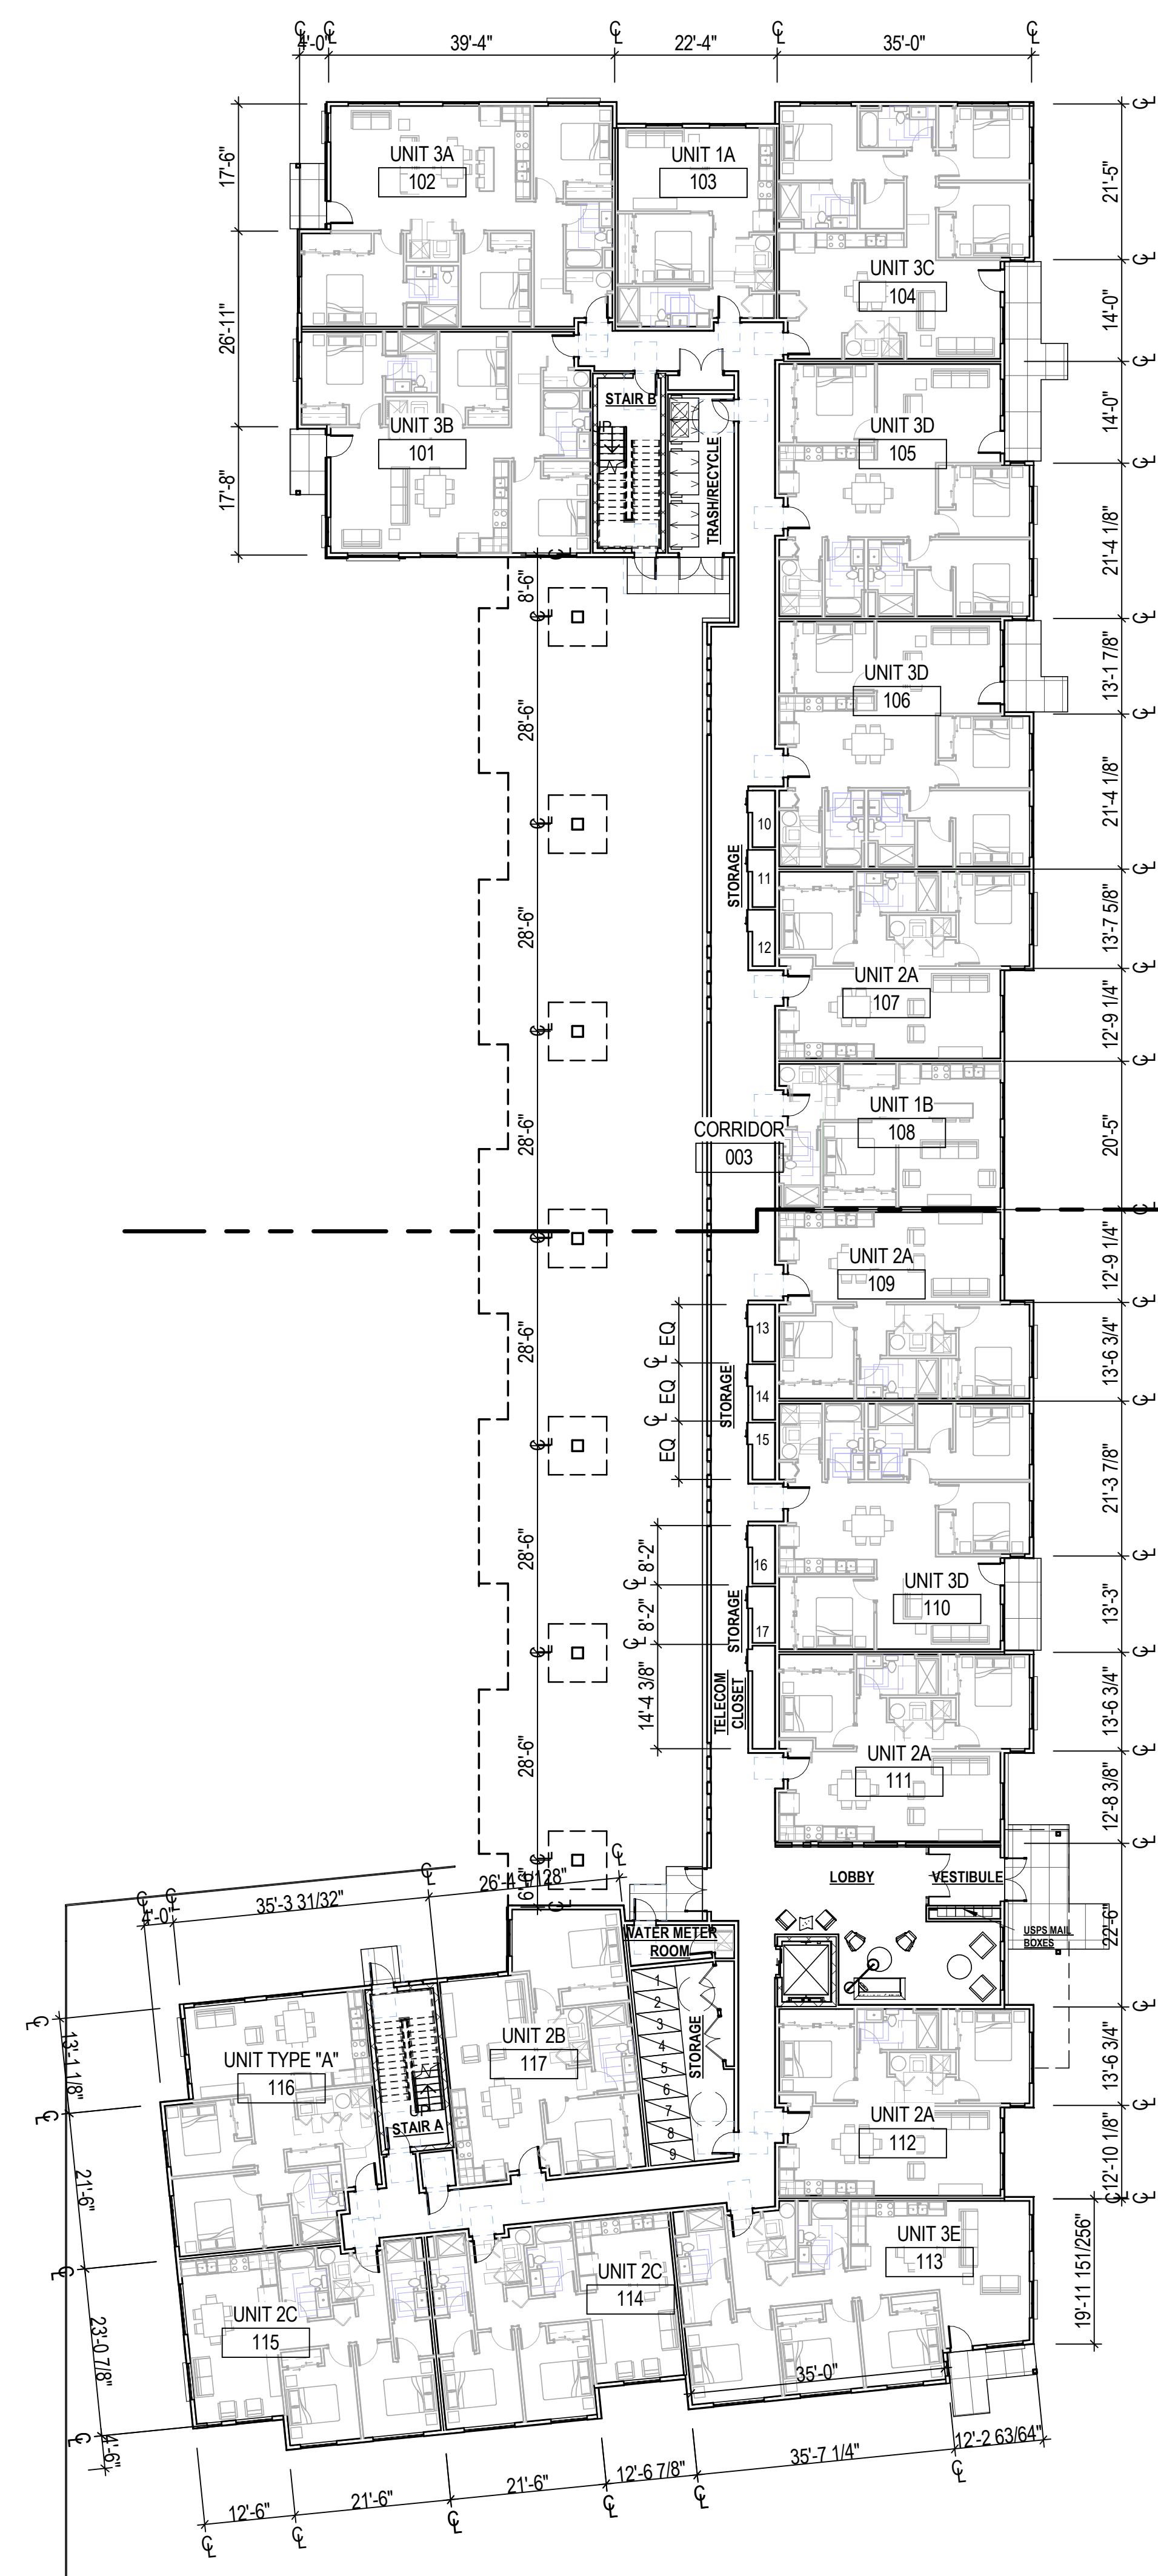 4'-0"
39'-4"
22'-4"
35'-0"
17'-6"
26'-11"
17'-8"
UNIT 3A
102
UNIT 1A
103
UNIT 3C
104
UNIT 3B
101
STAIR B
UP
TRASH/RECYCLE
UNIT 3D
105
21'-5"
14'-0"
14'-0"
21'-4 1/8"
13'-1 7/8"
21'-4 1/8"
13'-7 5/8"
12'-9 1/4"
20'-5"
12'-9 1/4"
13'-6 3/4"
21'-3 7/8"
13'-3"
13'-6 3/4"
12'-8 3/8"
22'-6"
13'-6 3/4"
12'-10 1/8"
19'-11 151/256"
8'-6"
28'-6"
28'-6"
28'-6"
28'-6"
28'-6"
28'-6"
UNIT 3D
106
STORAGE
10
11
12
UNIT 2A
107
UNIT 1B
108
CORRIDOR
003
UNIT 2A
109
EQ
EQ
EQ
STORAGE
13
14
15
8'-2"
8'-2"
14'-4 3/8"
STORAGE
16
17
UNIT 3D
110
TELECOM
CLOSET
UNIT 2A
111
LOBBY
VESTIBULE
USPS MAIL
BOXES
WATER METER
ROOM
STORAGE
1
2
3
4
5
6
7
8
9
4'-0"
35'-3 31/32"
13'-1 1/8"
21'-6"
23'-0 7/8"
4'-6"
UNIT TYPE "A"
116
UP
STAIR A
UNIT 2B
117
UNIT 2A
112
UNIT 3E
113
UNIT 2C
114
UNIT 2C
115
35'-0"
12'-6"
21'-6"
21'-6"
12'-6 7/8"
35'-7 1/4"
12'-2 63/64"